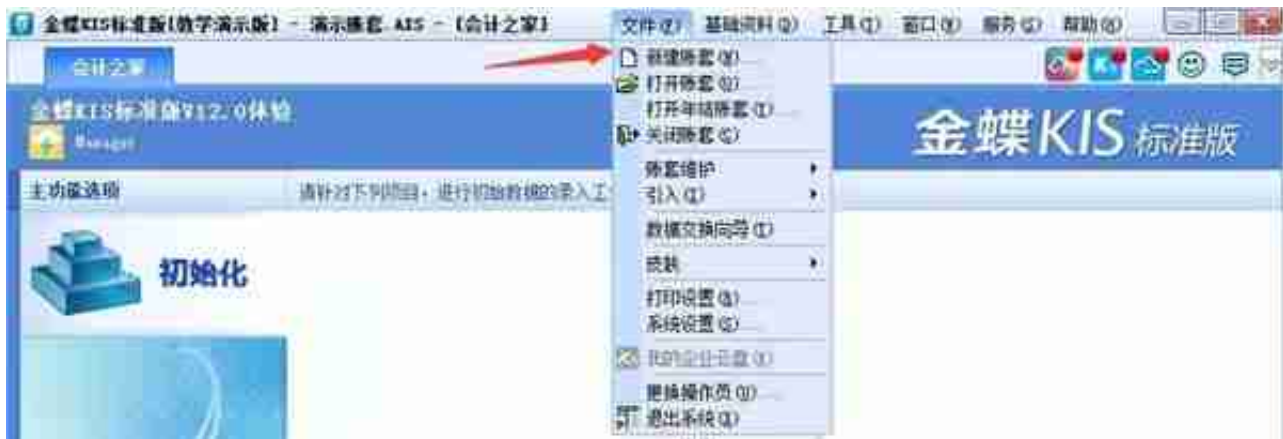 金蝶KIS标准版(教学演示版) - 演示账套.AIS - [会计之家]
文件(F) 基础资料 工具(T) 窗口(W) 服务(S) 帮助(H)
会计之家
新建账套
打开账套(O)
打开年结账套
关闭账套(C)
账套维护
引入(I)
数据交换向导
皮肤
打印设置
系统设置(S)
我的企业云盘
更换操作员
退出系统(X)
金蝶KIS标准版V12.0体验
Manager
金蝶KIS 标准版
主功能选项
请针对下列项目，进行初始数据的录入工
初始化